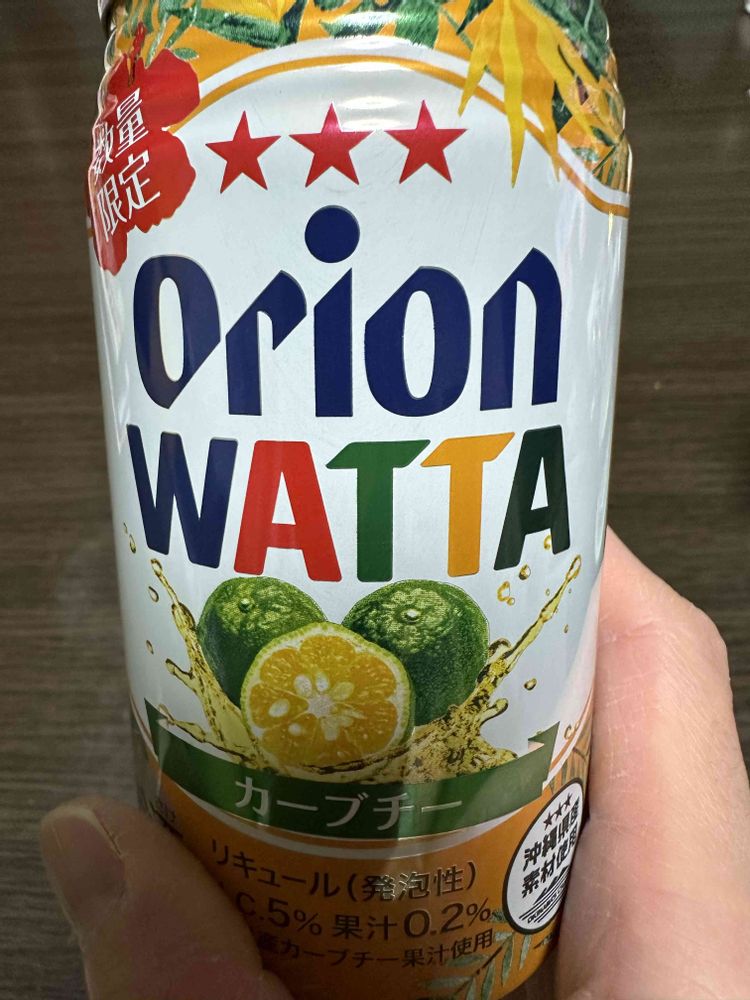 数量
限定
Orion
WATTA
カーブチー
リキュール(発泡性)
C.5% 果汁0.2%
産カーブチー果汁使用
沖縄県産
素材使用